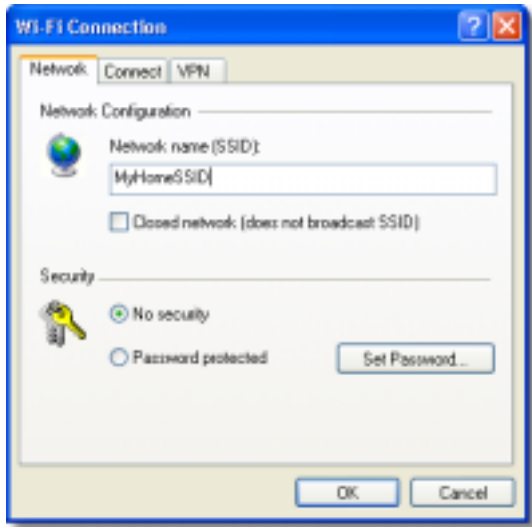 Wi-Fi Connection
Network Connect VPN
Network Configuration
Network name (SSID):
MyHomeSSID
Closed network (does not broadcast SSID)
Security
No security
Password protected
Set Password...
OK Cancel